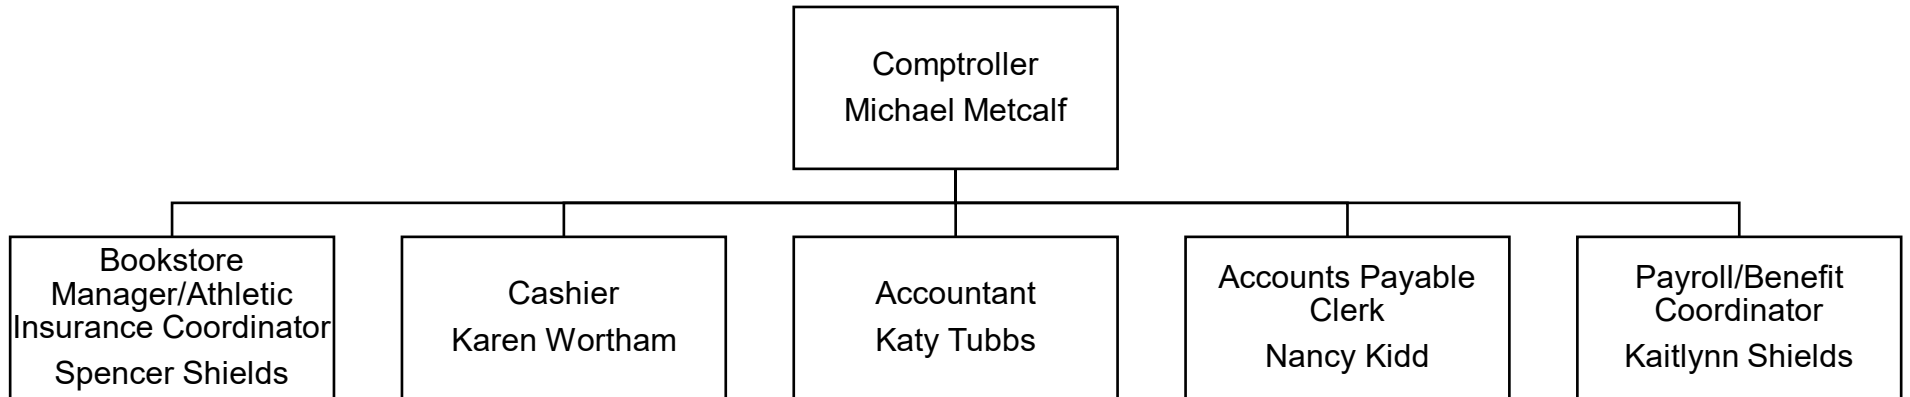 Comptroller
Michael Metcalf
Bookstore
Manager/Athletic
Insurance Coordinator
Spencer Shields
Cashier
Karen Wortham
Accountant
Katy Tubbs
Accounts Payable
Clerk
Nancy Kidd
Payroll/Benefit
Coordinator
Kaitlynn Shields